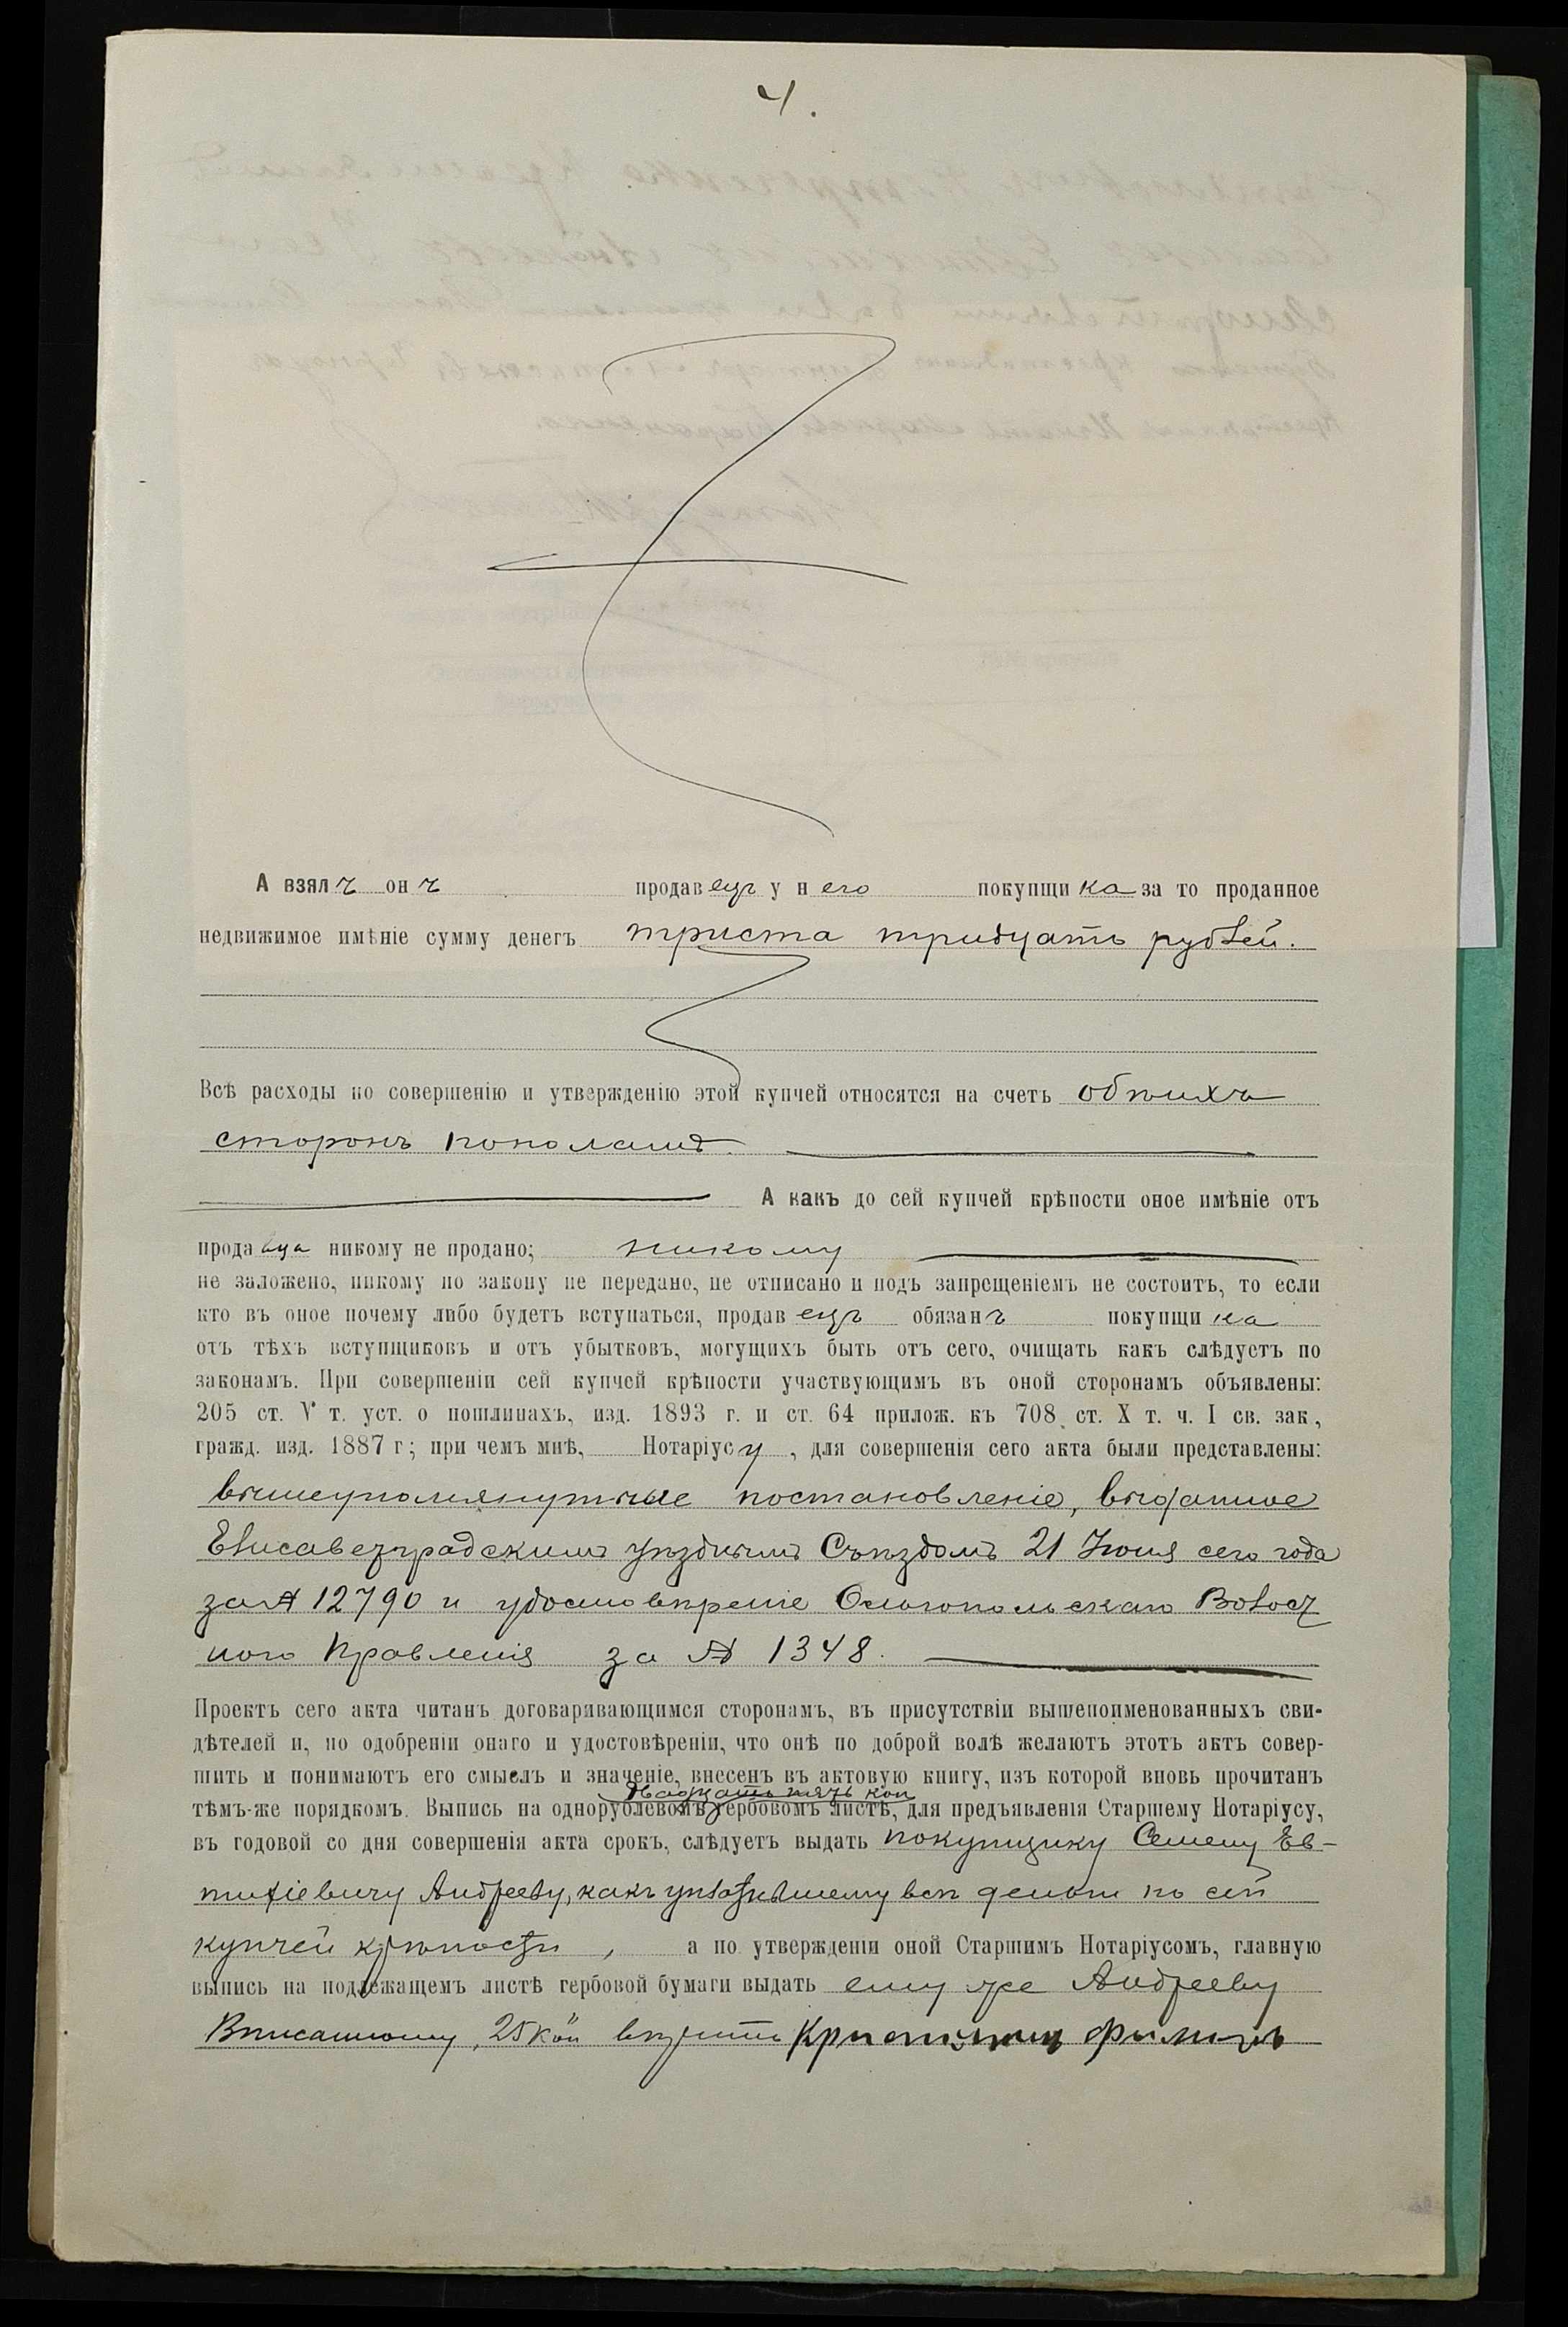 4.
А взялъ онъ продавецъ у него покупщика за то проданное
недвижимое имѣніе сумму денегъ триста тридцать рублей.
Всѣ расходы по совершенію и утвержденію этой купчей относятся на счетъ обѣихъ
сторонъ пополамъ.
А какъ до сей купчей крѣпости оное имѣніе отъ
продавца никому не продано; никому
не заложено, никому по закону не передано, не отписано и подъ запрещеніемъ не состоитъ, то если
кто въ оное почему либо будетъ вступаться, продавецъ обязанъ покупщика
отъ тѣхъ вступщиковъ и отъ убытковъ, могущихъ быть отъ сего, очищать какъ слѣдуетъ по
законамъ. При совершеніи сей купчей крѣпости участвующимъ въ оной сторонамъ объявлены:
205 ст. V т. уст. о пошлинахъ, изд. 1893 г. и ст. 64 прилож. къ 708 ст. X т. ч. I св. зак.,
гражд. изд. 1887 г; при чемъ мнѣ, Нотаріусу, для совершенія сего акта были представлены:
вышеупомянутое постановленіе, выданное
Елисаветградскимъ уѣзднымъ Съѣздомъ 21 Іюня сего года
за № 12790 и удостовѣреніе Волост
ного Правленія за № 1348.
Проектъ сего акта читанъ договаривающимся сторонамъ, въ присутствіи вышепоименованныхъ сви-
дѣтелей и, по одобреніи онаго и удостовѣреніи, что онѣ по доброй волѣ желаютъ этотъ актъ совер-
шить и понимаютъ его смыслъ и значеніе, внесенъ въ актовую книгу, изъ которой вновь прочитанъ
двадцать пять коп
тѣмъ-же порядкомъ. Выпись на однорублевомъ гербовомъ листѣ, для предъявленія Старшему Нотаріусу,
въ годовой со дня совершенія акта срокъ, слѣдуетъ выдать покупщику Семену Ев-
тихіевичу Андрееву, какъ уплатившему всѣ деньги по сей
купчей крѣпости, а по утвержденіи оной Старшимъ Нотаріусомъ, главную
выпись на подлежащемъ листѣ гербовой бумаги выдать ему же Андрееву
Вписанному, 25 коп вѣрить